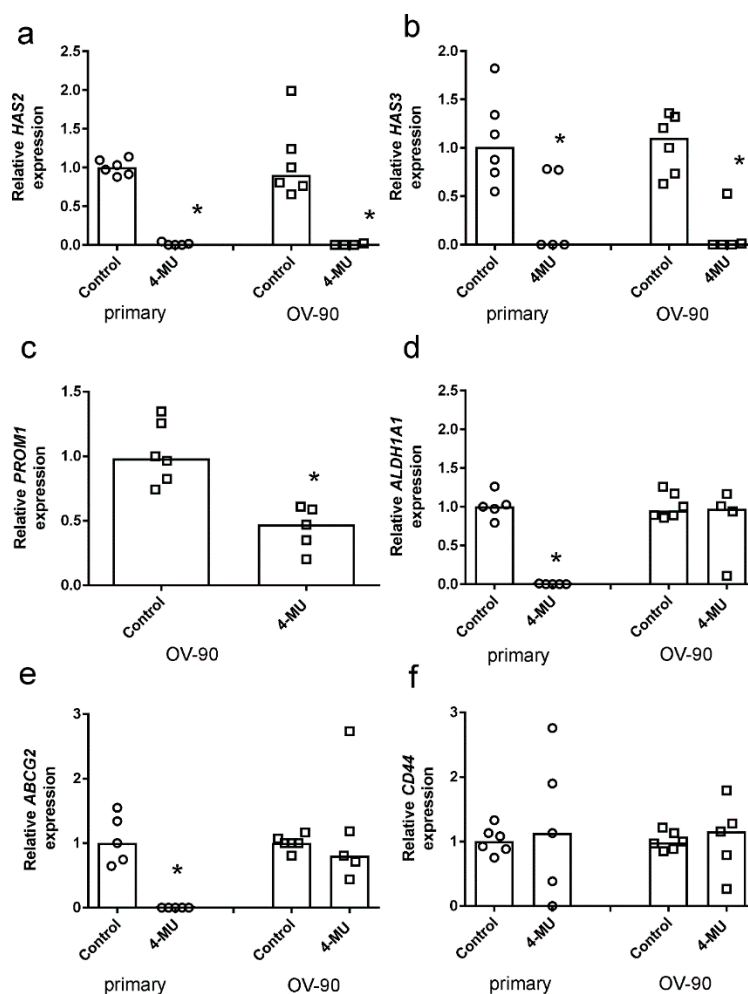 a
Relative HAS2
expression
2.5
2.0
1.5
1.0
0.5
0.0
*
*
Control
4-MU
Control
4-MU
primary
OV-90
b
Relative HAS3
expression
2.0
1.5
1.0
0.5
0.0
*
*
Control
4MU
Control
4MU
primary
OV-90
c
Relative PROM1
expression
1.5
1.0
0.5
0.0
*
Control
4-MU
OV-90
d
Relative ALDH1A1
expression
2.5
2.0
1.5
1.0
0.5
0.0
*
Control
4-MU
Control
4-MU
primary
OV-90
e
Relative ABCG2
expression
3
2
1
0
*
Control
4-MU
Control
4-MU
primary
OV-90
f
Relative CD44
expression
3
2
1
0
Control
4-MU
Control
4-MU
primary
OV-90